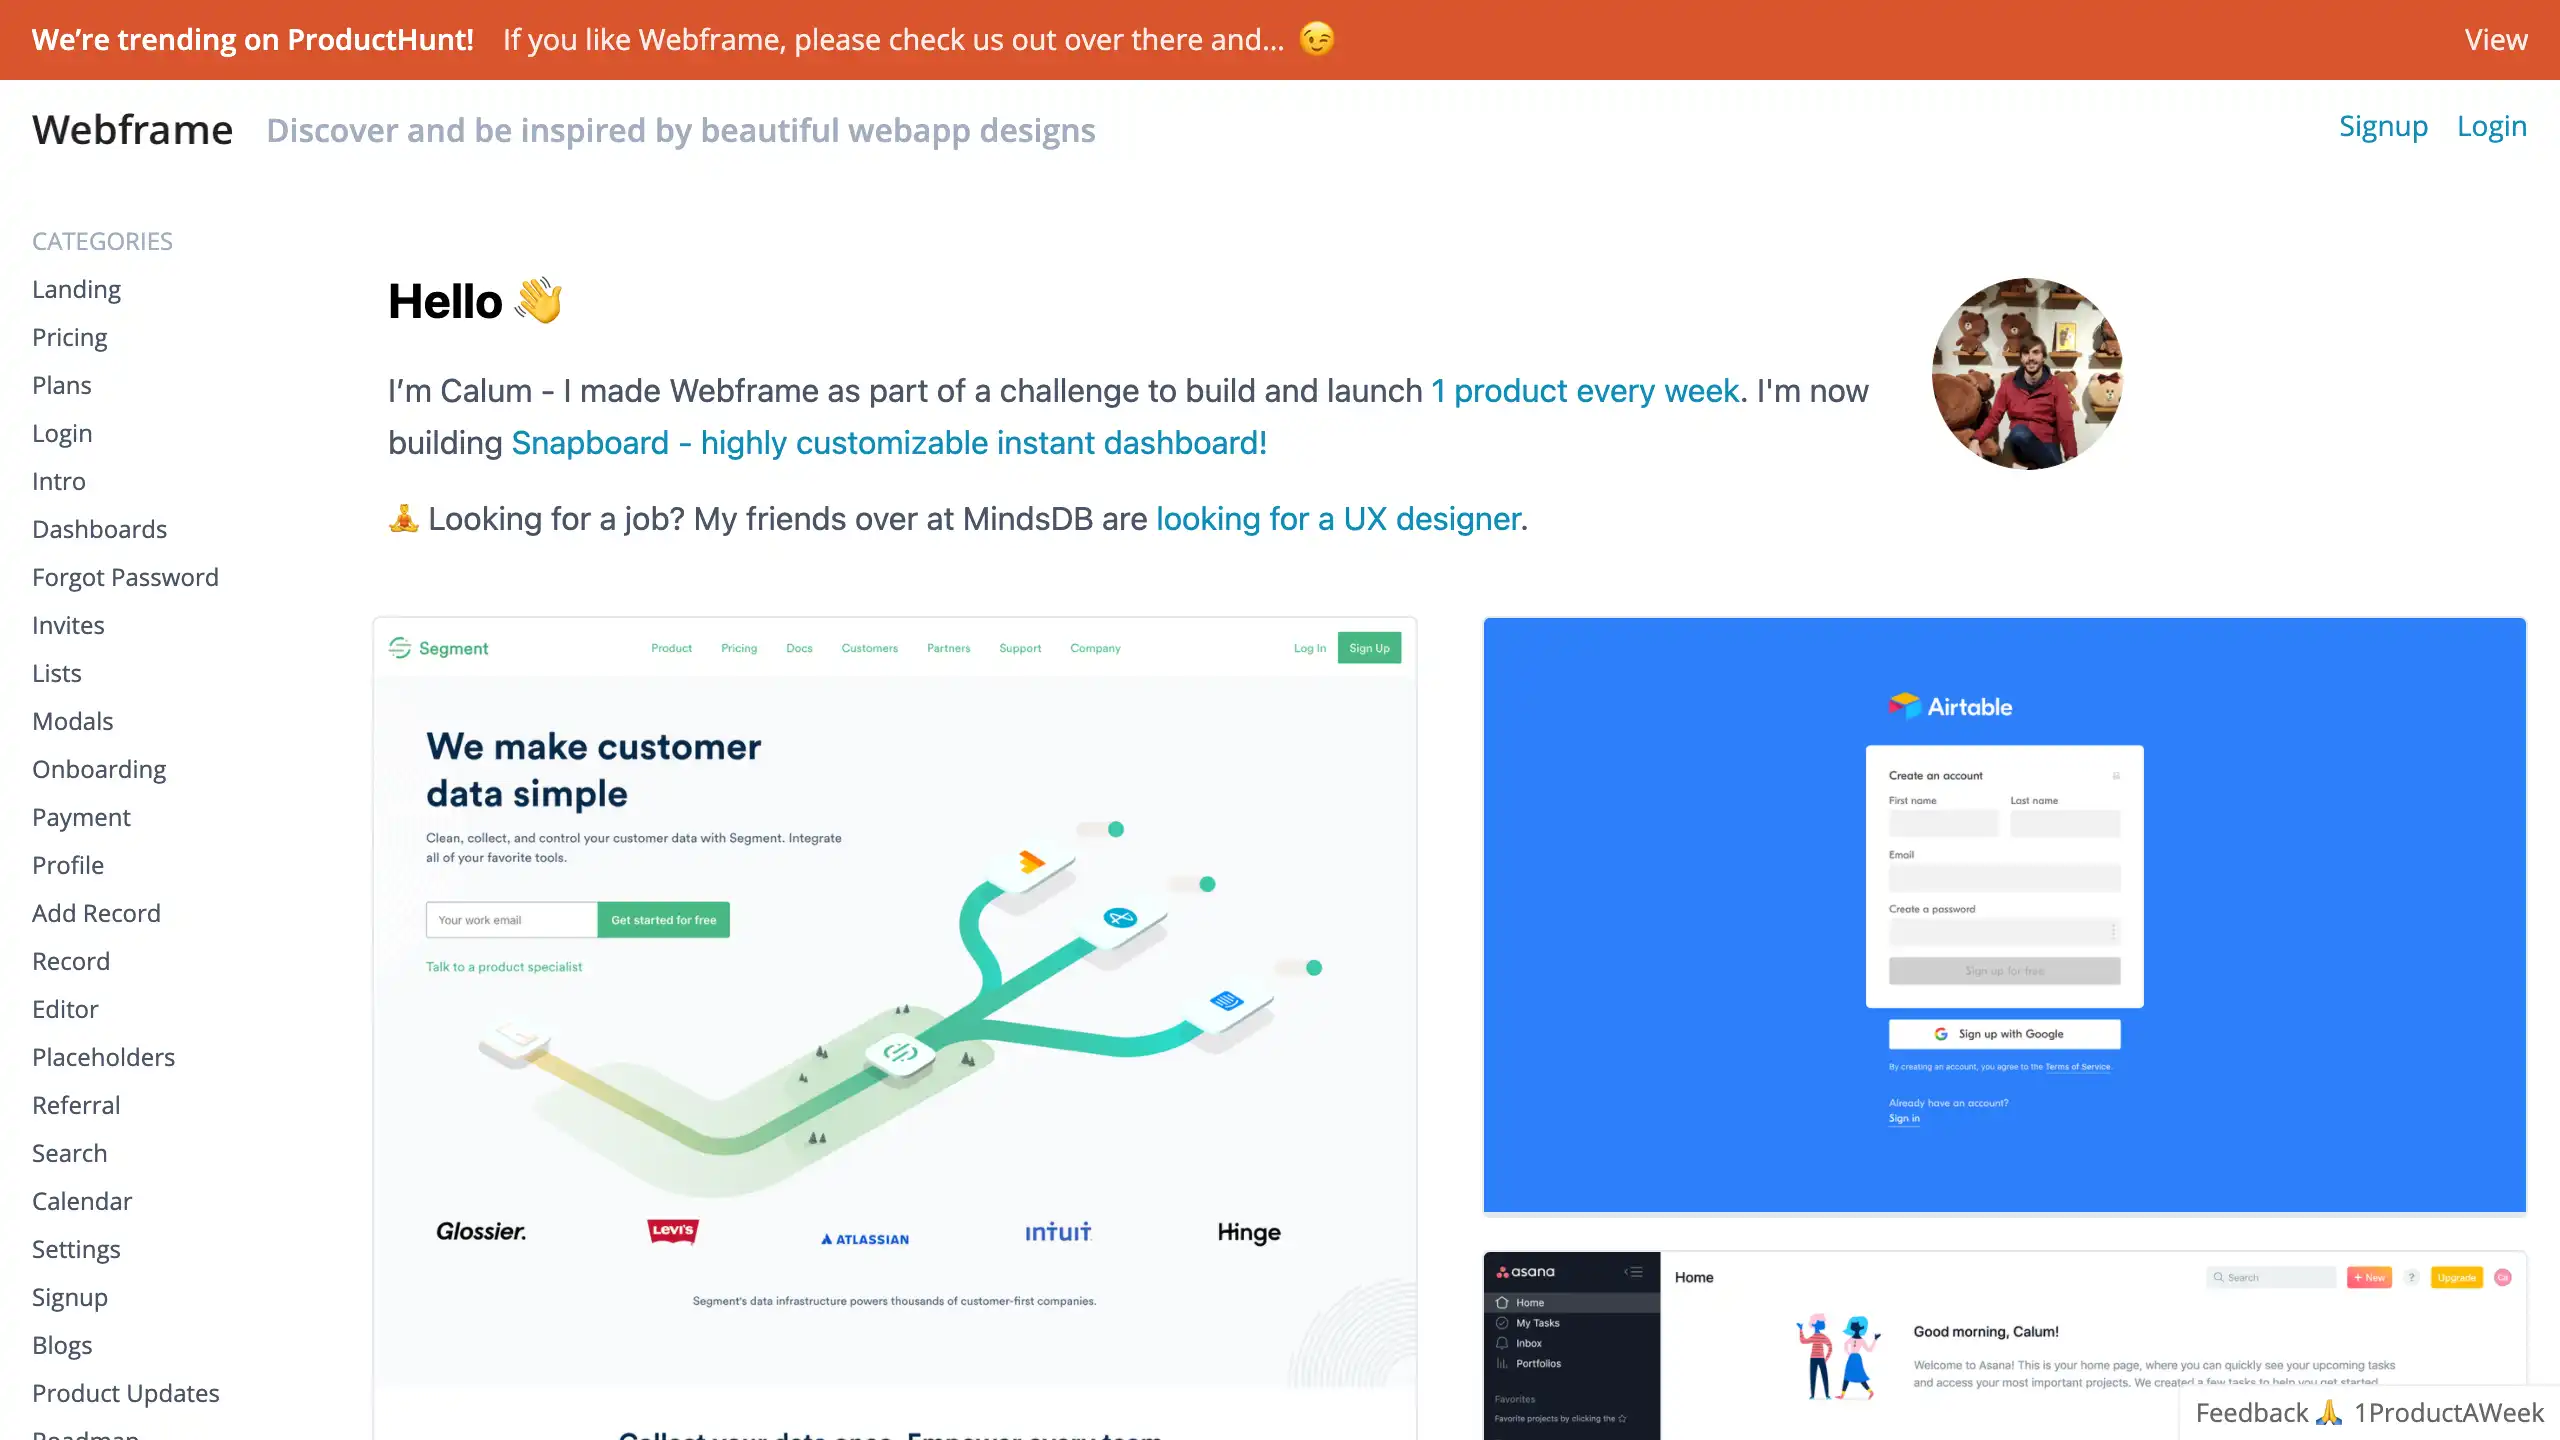 We're trending on ProductHunt! If you like Webframe, please check us out over there and... 😉 View
Webframe Discover and be inspired by beautiful webapp designs Signup Login
CATEGORIES
Landing
Pricing
Plans
Login
Intro
Dashboards
Forgot Password
Invites
Lists
Modals
Onboarding
Payment
Profile
Add Record
Record
Editor
Placeholders
Referral
Search
Calendar
Settings
Signup
Blogs
Product Updates
Roadmap
Hello 👋
I’m Calum - I made Webframe as part of a challenge to build and launch 1 product every week. I'm now
building Snapboard - highly customizable instant dashboard!
🧘 Looking for a job? My friends over at MindsDB are looking for a UX designer.
Segment Product Pricing Docs Customers Partners Support Company Log In Sign Up
We make customer
data simple
Clean, collect, and control your customer data with Segment. Integrate
all of your favorite tools.
Your work email Get started for free
Talk to a product specialist
Glossier. LEVI'S ATLASSIAN intuit Hinge
Segment's data infrastructure powers thousands of customer-first companies.
Collect your data once. Empower every team
Airtable
Create an account
First name Last name
Email
Create a password
Sign up for free
Sign up with Google
By creating an account, you agree to the Terms of Service.
Already have an account?
Sign in
asana
Home
My Tasks
Inbox
Portfolios
Favorites
Favorite projects by clicking the ☆
Home Search + New ? Upgrade Ca
Good morning, Calum!
Welcome to Asana! This is your home page, where you can quickly see your upcoming tasks
and access your most important projects. We created a few tasks to help you get started.
Feedback 🙏 1ProductAWeek